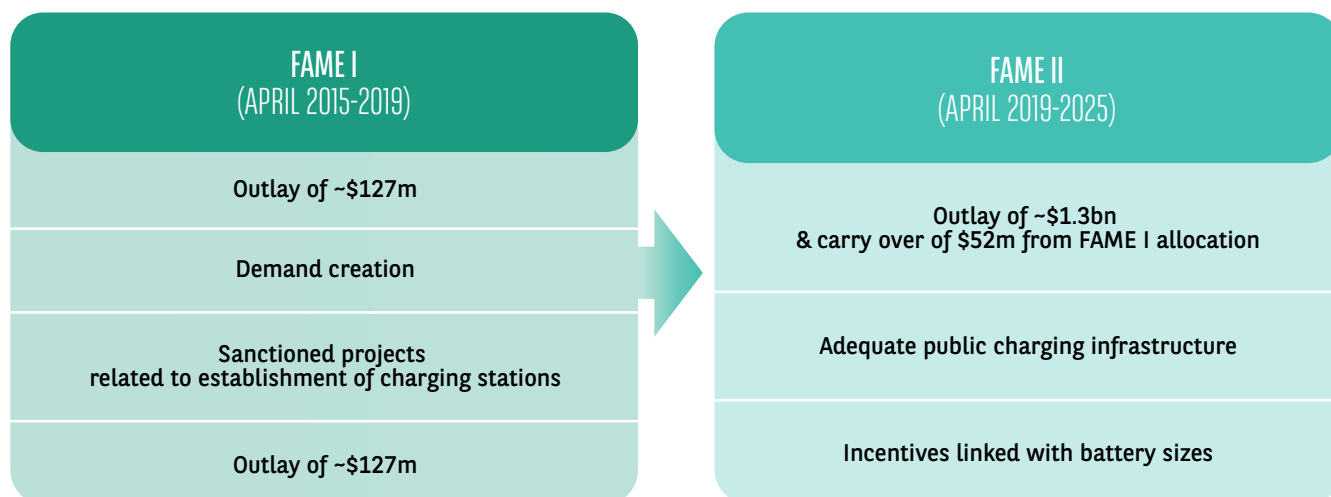 FAME I
(APRIL 2015-2019)
Outlay of ~$127m
Demand creation
Sanctioned projects
related to establishment of charging stations
Outlay of ~$127m
FAME II
(APRIL 2019-2025)
Outlay of ~$1.3bn
& carry over of $52m from FAME I allocation
Adequate public charging infrastructure
Incentives linked with battery sizes